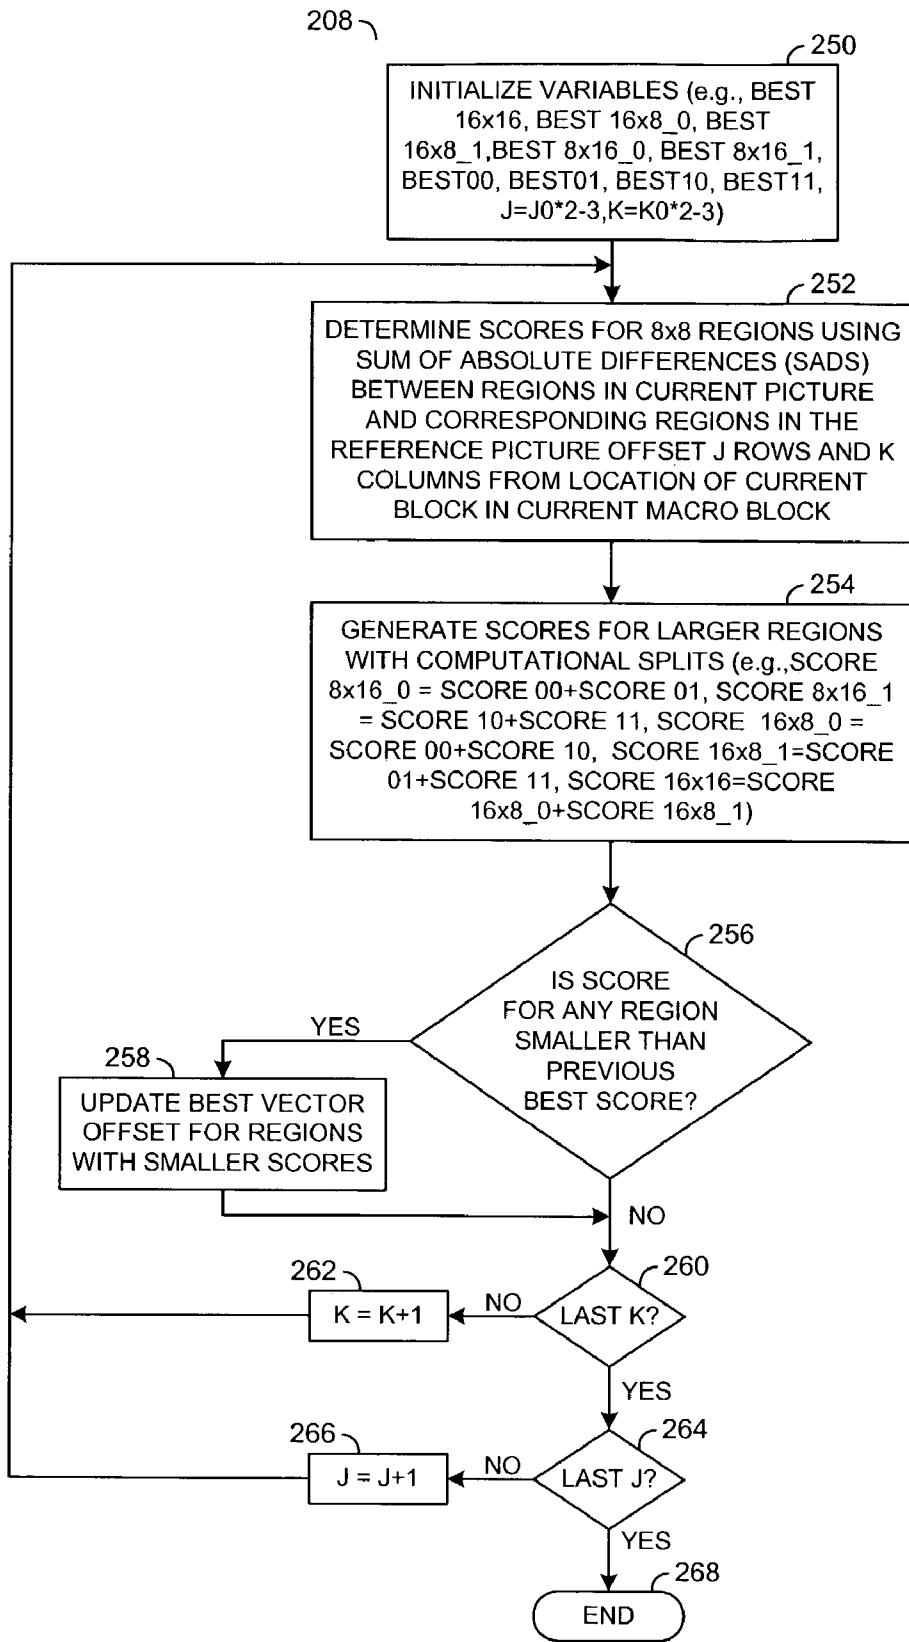 208
250
INITIALIZE VARIABLES (e.g., BEST
16x16, BEST 16x8_0, BEST
16x8_1,BEST 8x16_0, BEST 8x16_1,
BEST00, BEST01, BEST10, BEST11,
J=J0*2-3,K=K0*2-3)
252
DETERMINE SCORES FOR 8x8 REGIONS USING
SUM OF ABSOLUTE DIFFERENCES (SADS)
BETWEEN REGIONS IN CURRENT PICTURE
AND CORRESPONDING REGIONS IN THE
REFERENCE PICTURE OFFSET J ROWS AND K
COLUMNS FROM LOCATION OF CURRENT
BLOCK IN CURRENT MACRO BLOCK
254
GENERATE SCORES FOR LARGER REGIONS
WITH COMPUTATIONAL SPLITS (e.g.,SCORE
8x16_0 = SCORE 00+SCORE 01, SCORE 8x16_1
= SCORE 10+SCORE 11, SCORE 16x8_0 =
SCORE 00+SCORE 10, SCORE 16x8_1=SCORE
01+SCORE 11, SCORE 16x16=SCORE
16x8_0+SCORE 16x8_1)
256
IS SCORE
FOR ANY REGION
SMALLER THAN
PREVIOUS
BEST SCORE?
YES
258
UPDATE BEST VECTOR
OFFSET FOR REGIONS
WITH SMALLER SCORES
NO
260
LAST K?
NO
262
K = K+1
YES
264
LAST J?
NO
266
J = J+1
YES
268
END